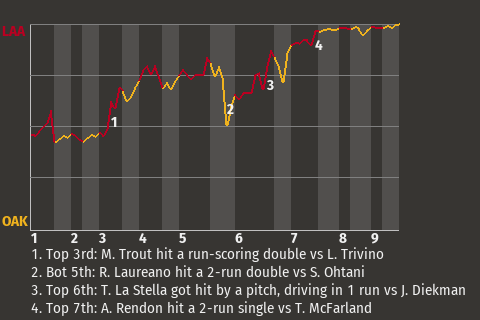 LAA
1
3
4
2
OAK
1 2 3 4 5 6 7 8 9
1. Top 3rd: M. Trout hit a run-scoring double vs L. Trivino
2. Bot 5th: R. Laureano hit a 2-run double vs S. Ohtani
3. Top 6th: T. La Stella got hit by a pitch, driving in 1 run vs J. Diekman
4. Top 7th: A. Rendon hit a 2-run single vs T. McFarland